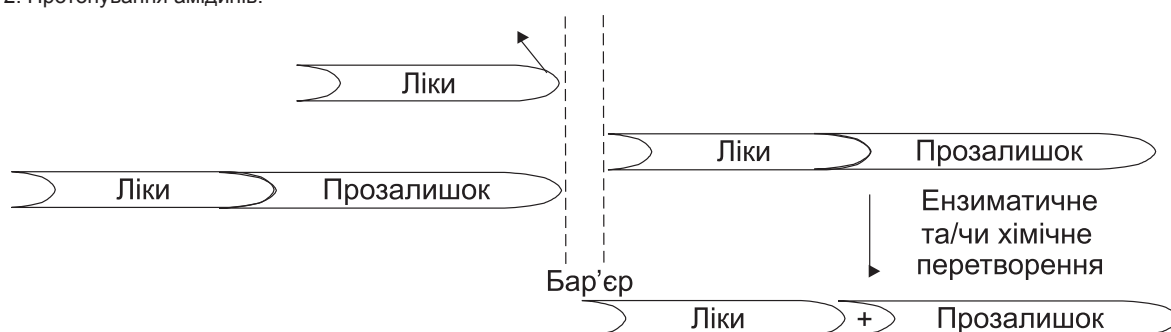 2. Протонування амідинів.
Ліки
Ліки Прозалишок
Ліки Прозалишок
Ензиматичне
та/чи хімічне
перетворення
Бар’єр
Ліки + Прозалишок